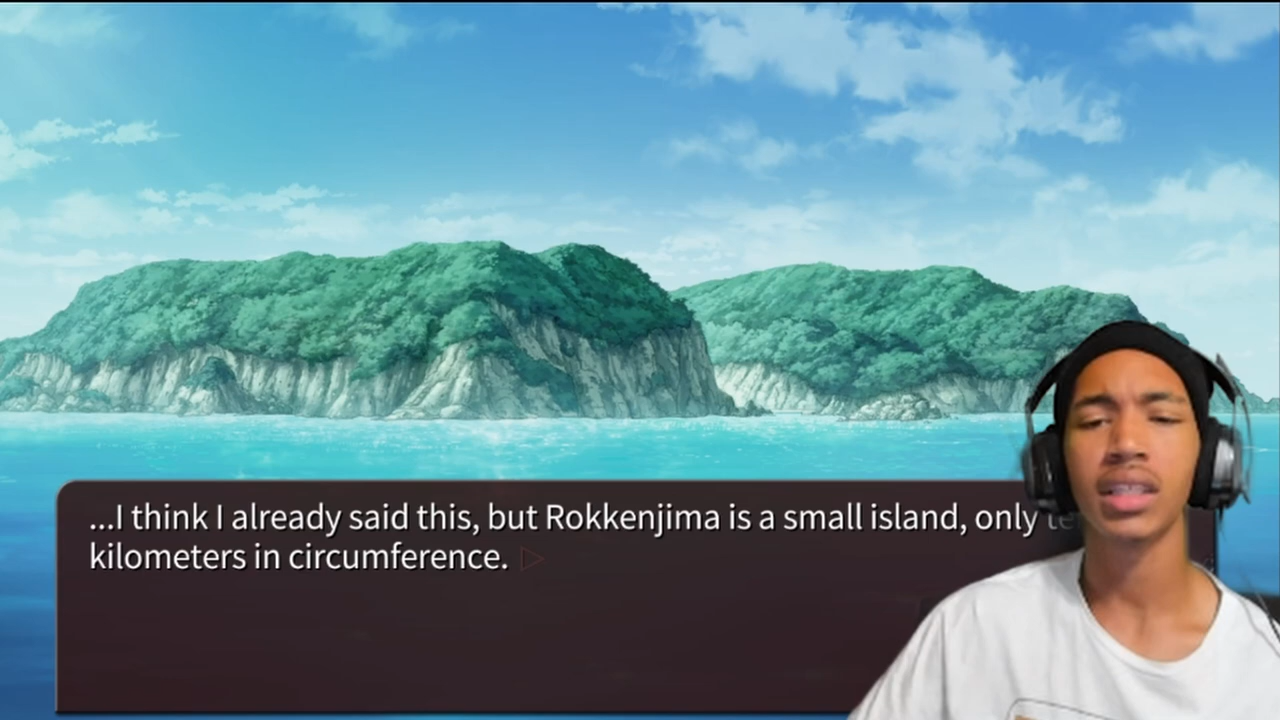 ...I think I already said this, but Rokkenjima is a small island, only
kilometers in circumference.